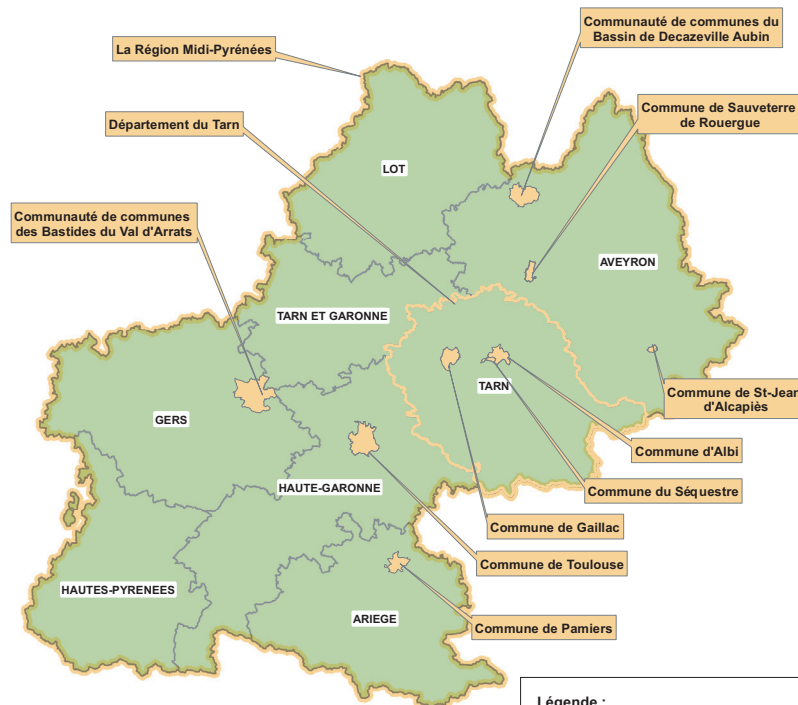 Communauté de communes du
Bassin de Decazeville Aubin
La Région Midi-Pyrénées
Commune de Sauveterre
de Rouergue
Département du Tarn
LOT
Communauté de communes
des Bastides du Val d'Arrats
AVEYRON
TARN ET GARONNE
TARN
Commune de St-Jean
d'Alcapiès
GERS
Commune d'Albi
HAUTE-GARONNE
Commune du Séquestre
Commune de Gaillac
Commune de Toulouse
HAUTES-PYRENEES
ARIEGE
Commune de Pamiers
Légende :